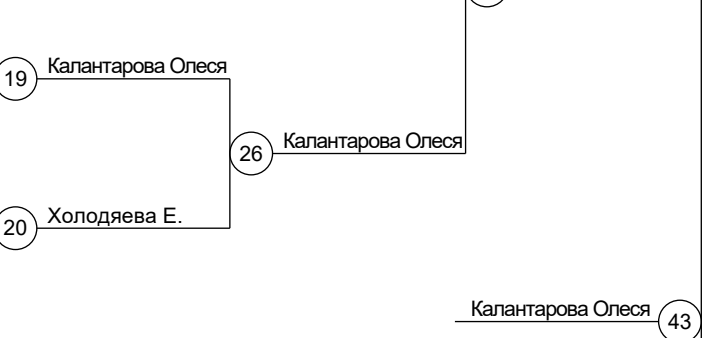 19 Калантарова Олеся
26 Калантарова Олеся
20 Холодяева Е.
Калантарова Олеся 43